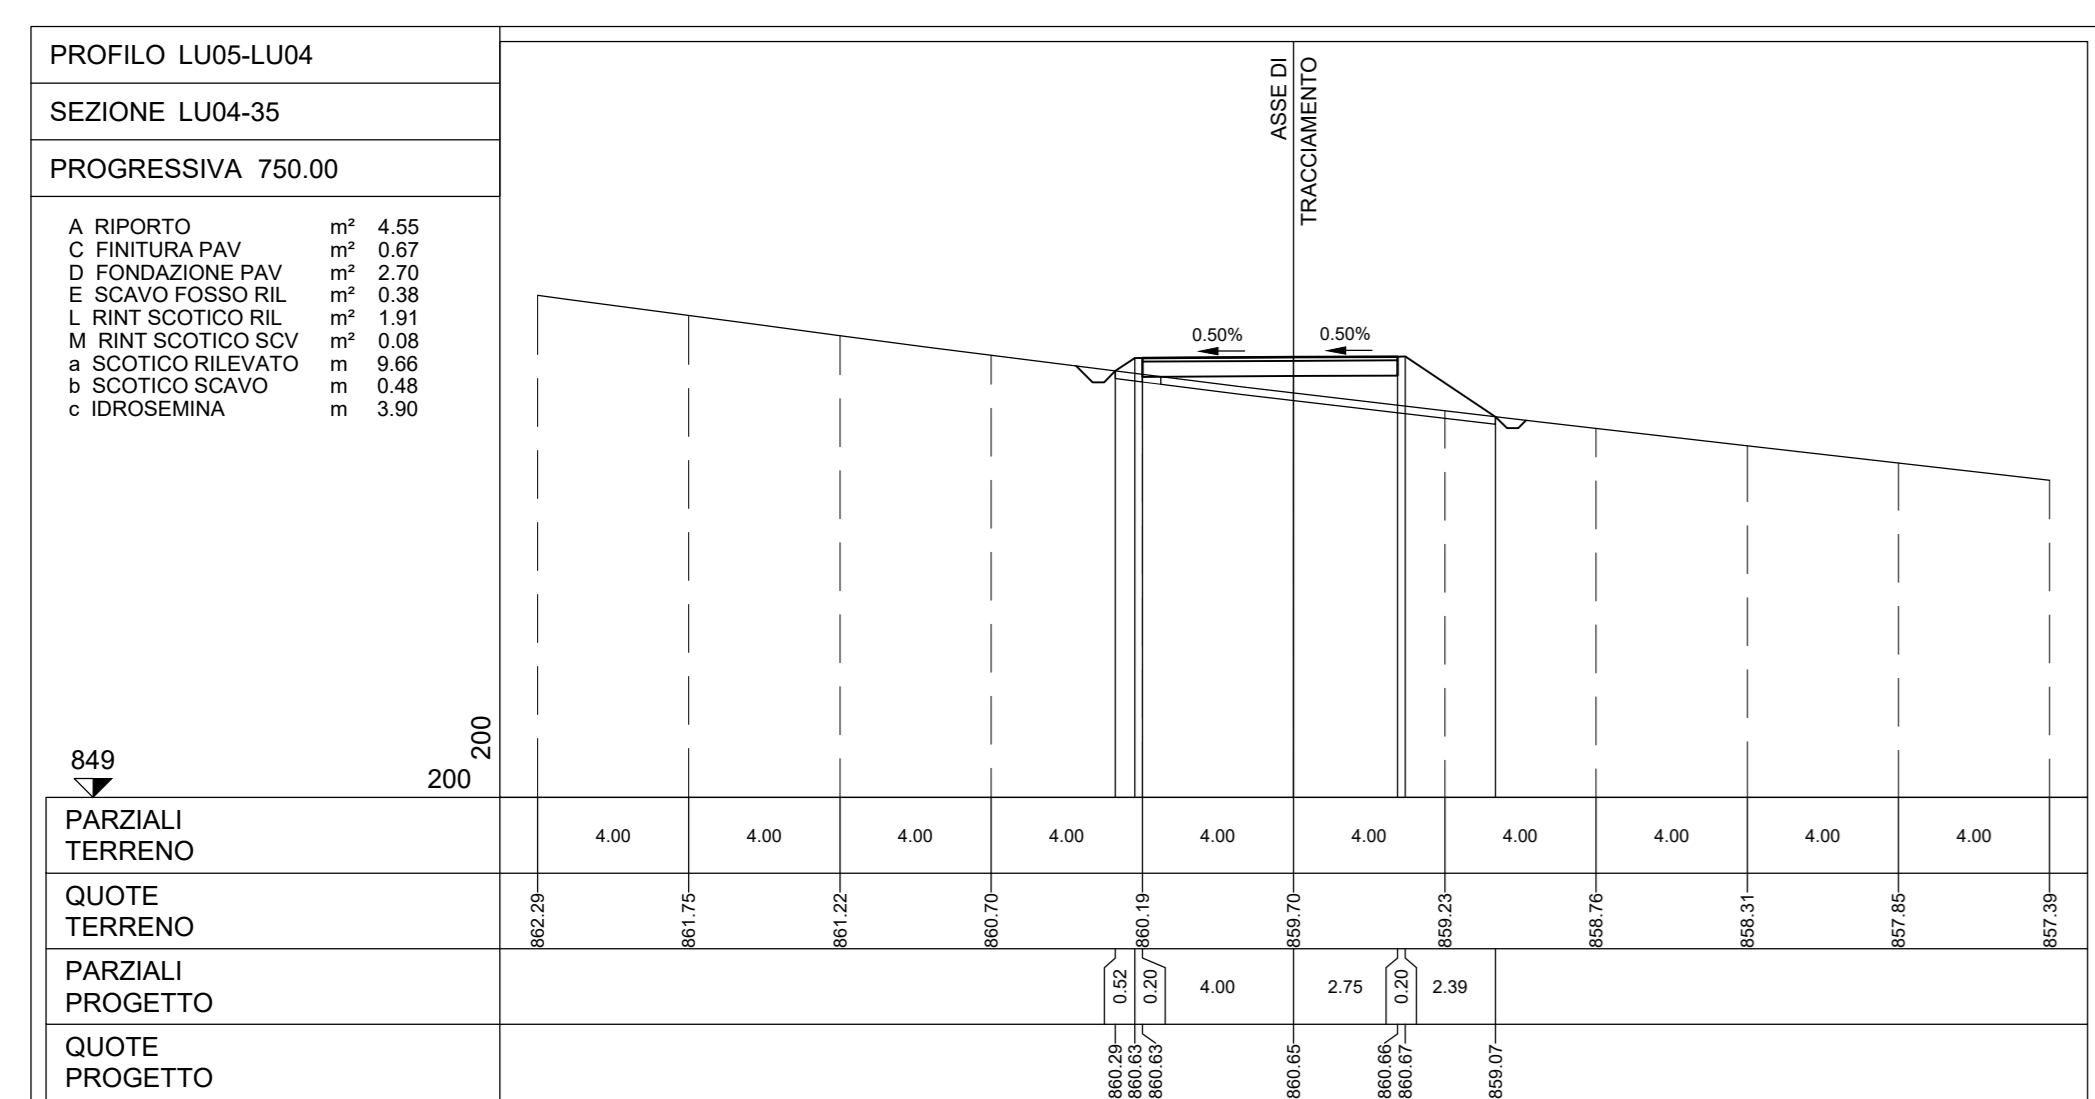 PROFILO LU05-LU04
SEZIONE LU04-35
PROGRESSIVA 750.00
A RIPORTO m² 4.55
C FINITURA PAV m² 0.67
D FONDAZIONE PAV m² 2.70
E SCAVO FOSSO RIL m² 0.38
L RINT SCOTICO RIL m² 1.91
M RINT SCOTICO SCV m² 0.08
a SCOTICO RILEVATO m 9.66
b SCOTICO SCAVO m 0.48
c IDROSEMINA m 3.90
ASSE DI
TRACCIAMENTO
0.50% 0.50%
849
200
200
PARZIALI
TERRENO
4.00 4.00 4.00 4.00 4.00 4.00 4.00 4.00 4.00 4.00
QUOTE
TERRENO
862.29 861.75 861.22 860.70 860.19 859.70 859.23 858.76 858.31 857.85 857.39
PARZIALI
PROGETTO
0.52 0.20 4.00 2.75 0.20 2.39
QUOTE
PROGETTO
860.29 860.63 860.63 860.65 860.66 860.67 859.07